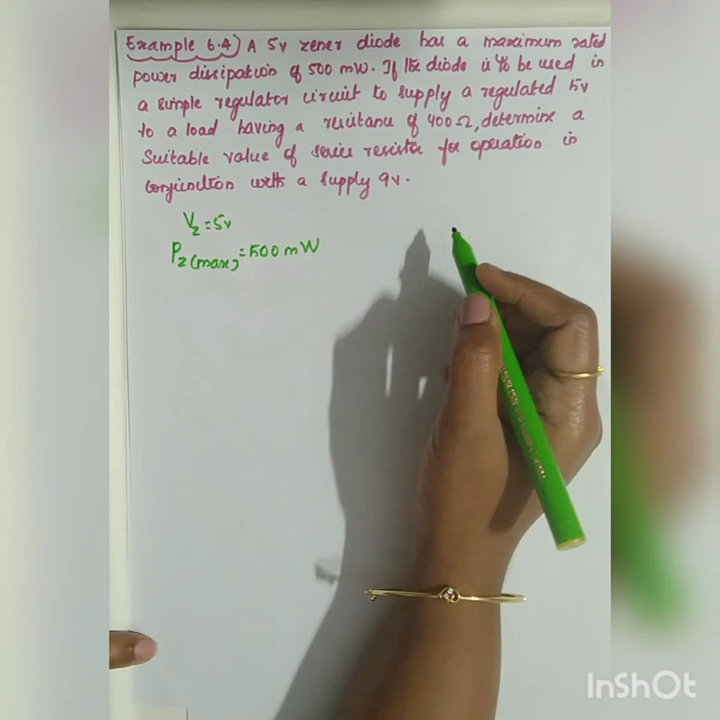 Example 6.4) A 5v zener diode has a maximum rated
power dissipation of 500 mW. If the diode is to be used in
a simple regulator circuit to supply a regulated 5v
to a load having a resistance of 400 Ω, determine a
Suitable value of series resistor for operation in
conjunction with a supply 9v.
V_z = 5v
P_z(max) = 500 mW
InShOt